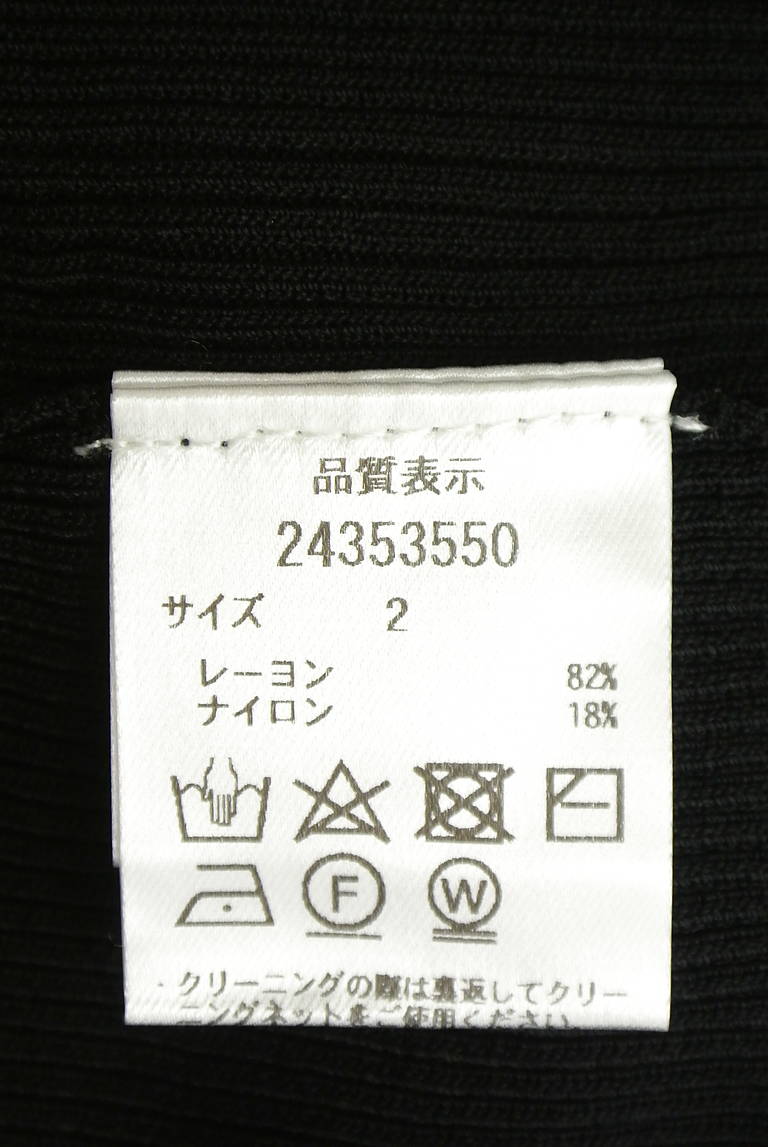 品質表示
24353550
サイズ 2
レーヨン 82%
ナイロン 18%
F W
・クリーニングの際は裏返してクリー
ニングネットをご使用ください。